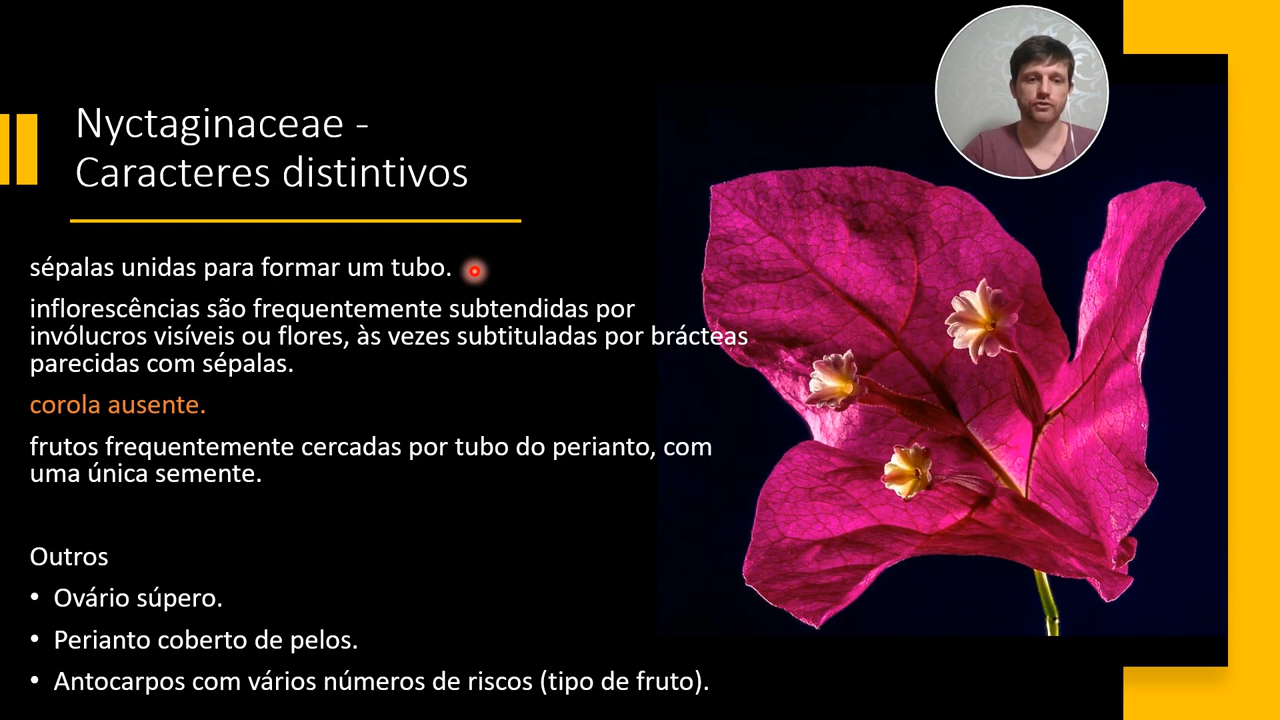 Nyctaginaceae -
Caracteres distintivos
sépalas unidas para formar um tubo.
inflorescências são frequentemente subtendidas por
invólucros visíveis ou flores, às vezes subtituladas por brácteas
parecidas com sépalas.
corola ausente.
frutos frequentemente cercadas por tubo do perianto, com
uma única semente.
Outros
• Ovário súpero.
• Perianto coberto de pelos.
• Antocarpos com vários números de riscos (tipo de fruto).